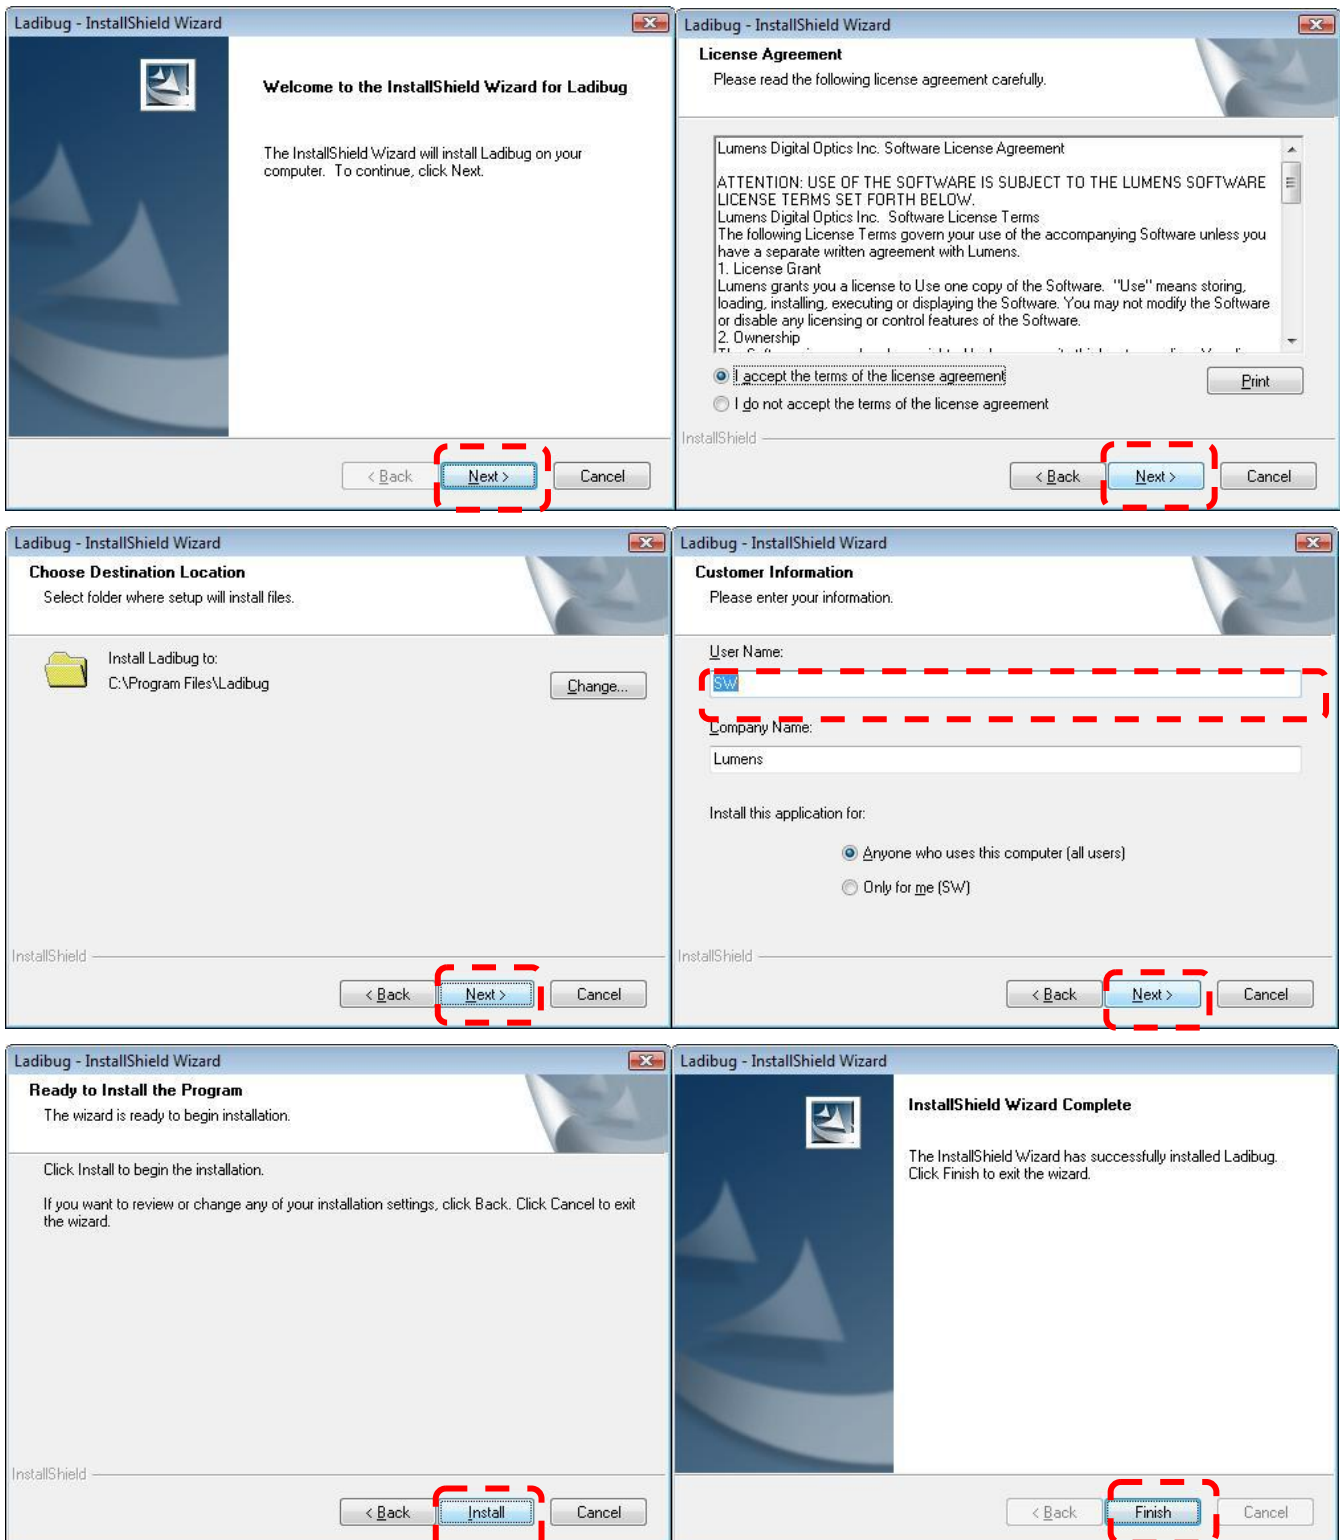 Ladibug - InstallShield Wizard
Welcome to the InstallShield Wizard for Ladibug
The InstallShield Wizard will install Ladibug on your
computer. To continue, click Next.
< Back
Next >
Cancel
Ladibug - InstallShield Wizard
License Agreement
Please read the following license agreement carefully.
Lumens Digital Optics Inc. Software License Agreement
ATTENTION: USE OF THE SOFTWARE IS SUBJECT TO THE LUMENS SOFTWARE
LICENSE TERMS SET FORTH BELOW.
Lumens Digital Optics Inc. Software License Terms
The following License Terms govern your use of the accompanying Software unless you
have a separate written agreement with Lumens.
1. License Grant
Lumens grants you a license to Use one copy of the Software. "Use" means storing,
loading, installing, executing or displaying the Software. You may not modify the Software
or disable any licensing or control features of the Software.
2. Ownership
I accept the terms of the license agreement
Print
I do not accept the terms of the license agreement
InstallShield
< Back
Next >
Cancel
Ladibug - InstallShield Wizard
Choose Destination Location
Select folder where setup will install files.
Install Ladibug to:
C:\Program Files\Ladibug
Change...
InstallShield
< Back
Next >
Cancel
Ladibug - InstallShield Wizard
Customer Information
Please enter your information.
User Name:
SW
Company Name:
Lumens
Install this application for:
Anyone who uses this computer (all users)
Only for me (SW)
InstallShield
< Back
Next >
Cancel
Ladibug - InstallShield Wizard
Ready to Install the Program
The wizard is ready to begin installation.
Click Install to begin the installation.
If you want to review or change any of your installation settings, click Back. Click Cancel to exit
the wizard.
InstallShield
< Back
Install
Cancel
Ladibug - InstallShield Wizard
InstallShield Wizard Complete
The InstallShield Wizard has successfully installed Ladibug.
Click Finish to exit the wizard.
< Back
Finish
Cancel